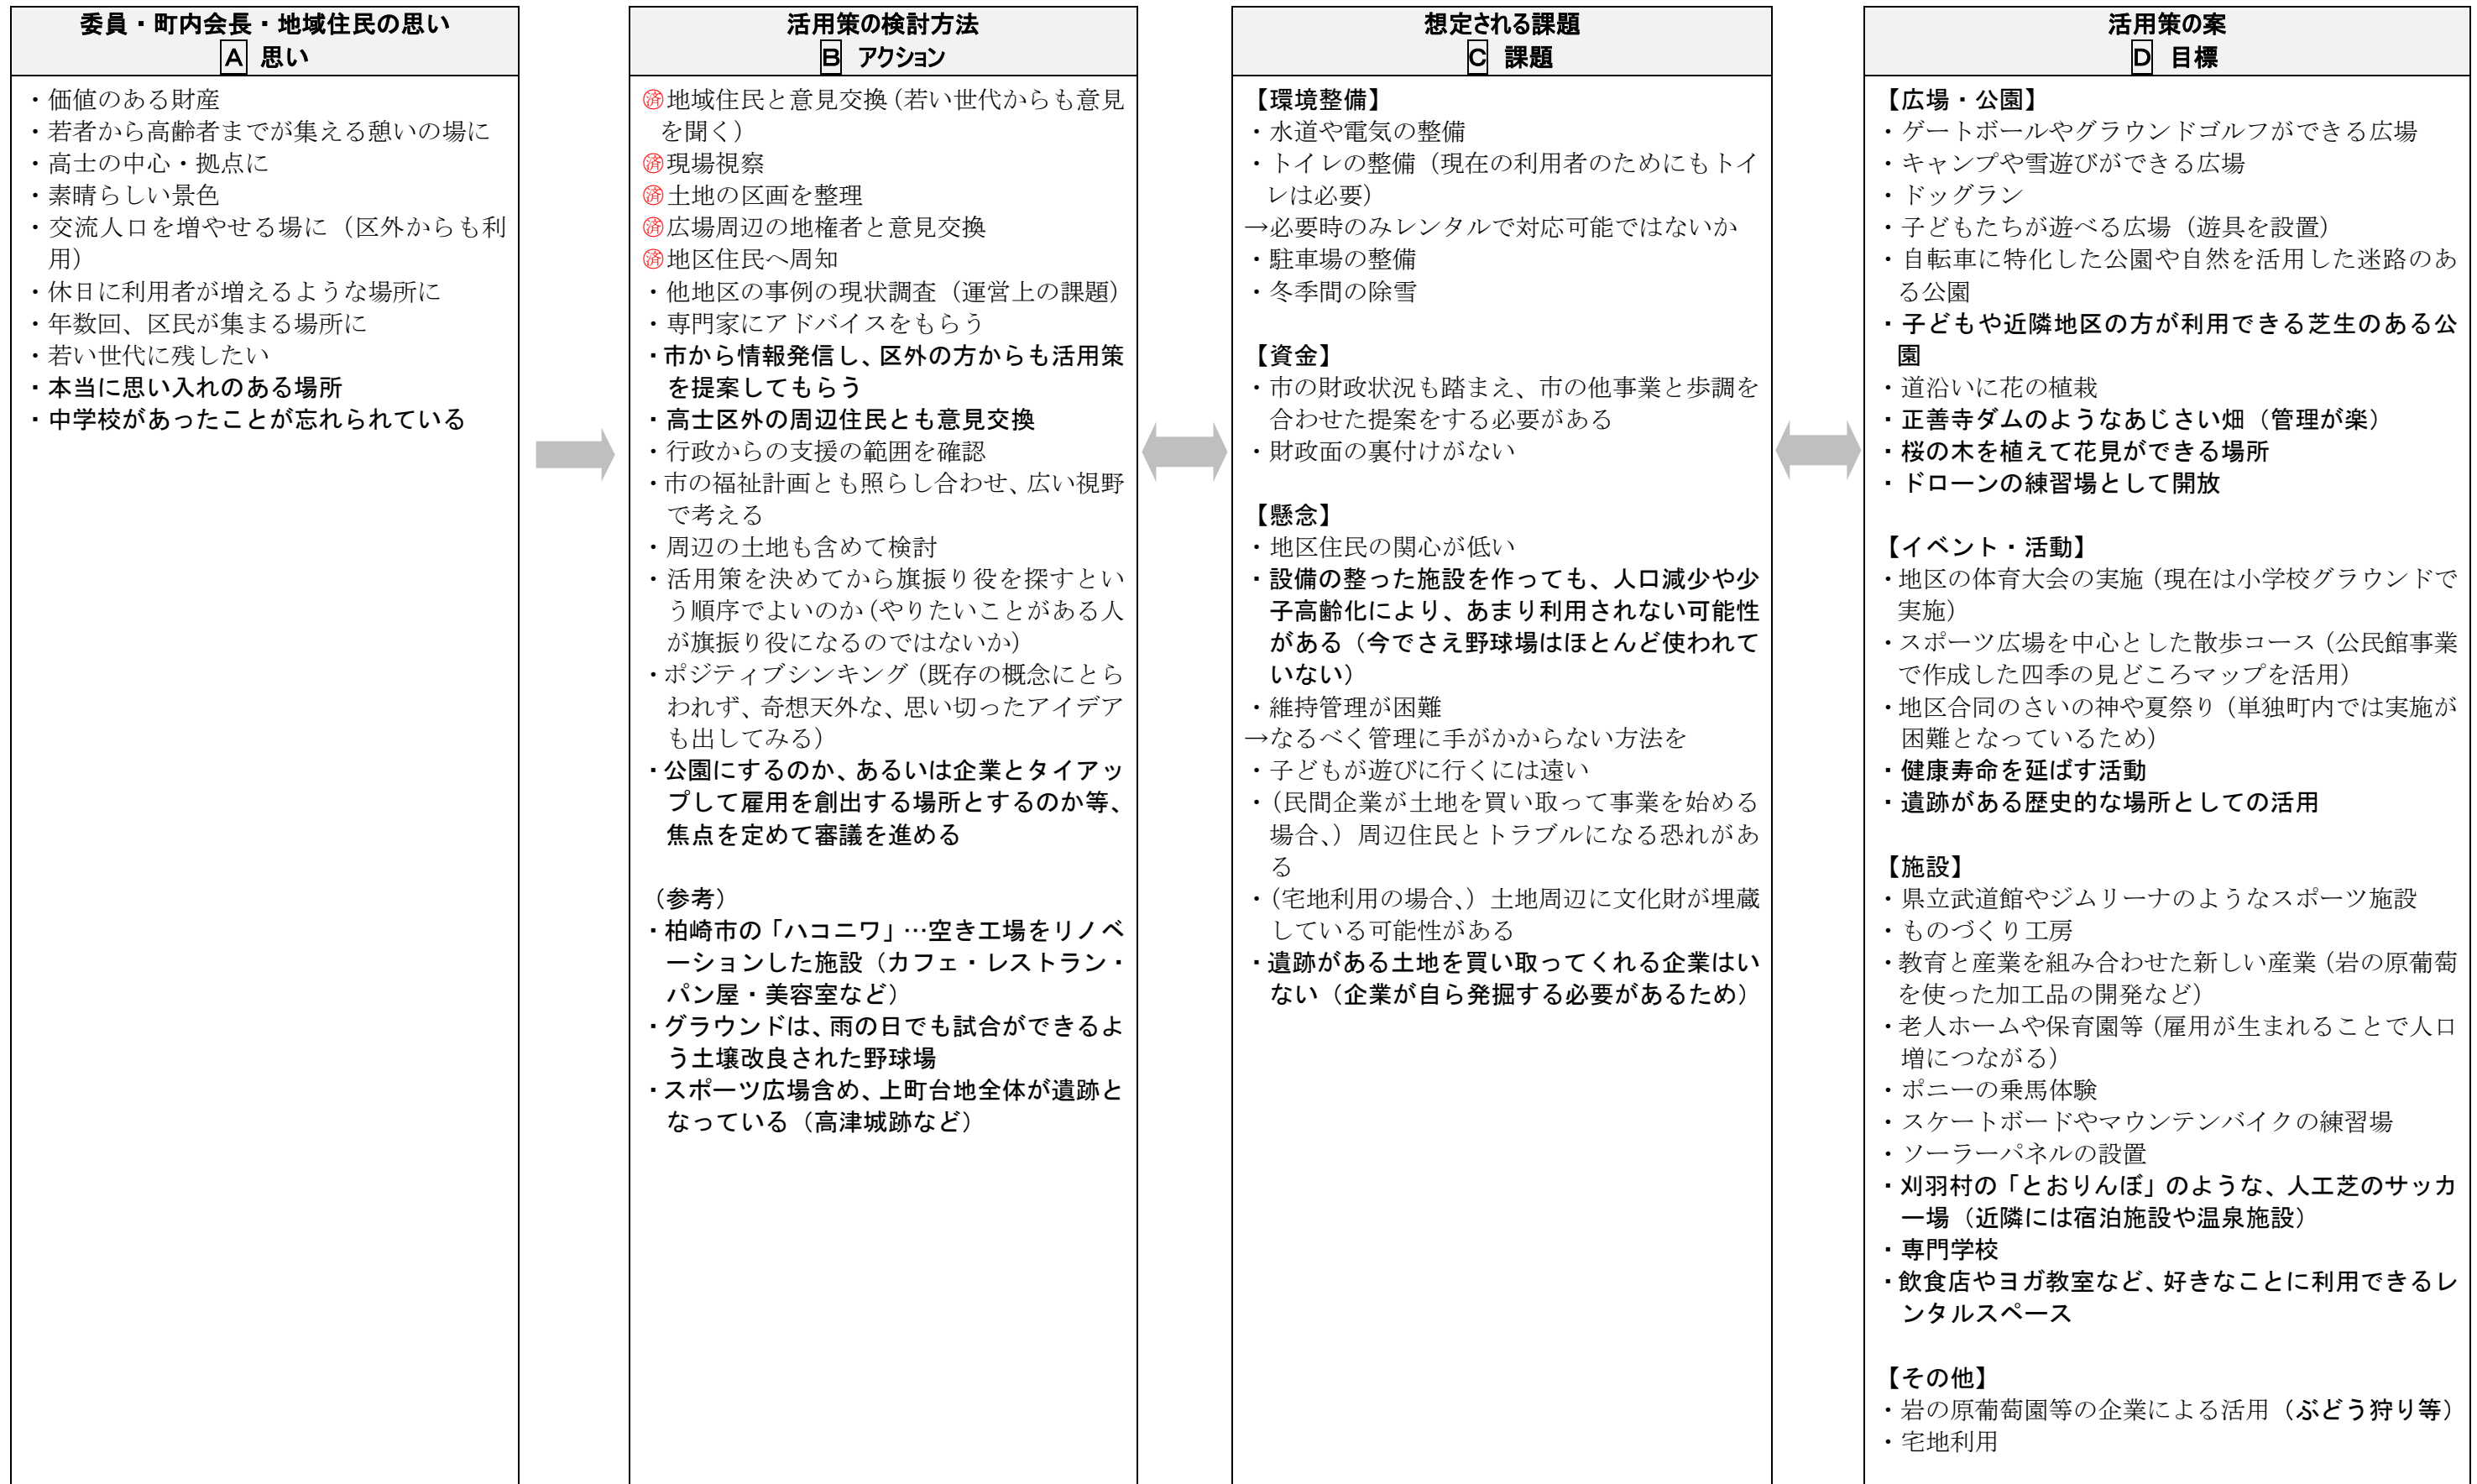 委員・町内会長・地域住民の思い
A 思い
・価値のある財産
・若者から高齢者までが集える憩いの場に
・高士の中心・拠点に
・素晴らしい景色
・交流人口を増やせる場に（区外からも利
用）
・休日に利用者が増えるような場所に
・年数回、区民が集まる場所に
・若い世代に残したい
・本当に思い入れのある場所
・中学校があったことが忘れられている
活用策の検討方法
B アクション
㊮地域住民と意見交換（若い世代からも意見
を聞く）
済現場視察
済土地の区画を整理
済広場周辺の地権者と意見交換
済地区住民へ周知
・他地区の事例の現状調査（運営上の課題）
・専門家にアドバイスをもらう
・市から情報発信し、区外の方からも活用策
を提案してもらう
・高士区外の周辺住民とも意見交換
・行政からの支援の範囲を確認
・市の福祉計画とも照らし合わせ、広い視野
で考える
・周辺の土地も含めて検討
・活用策を決めてから旗振り役を探すとい
う順序でよいのか（やりたいことがある人
が旗振り役になるのではないか）
・ポジティブシンキング（既存の概念にとら
われず、奇想天外な、思い切ったアイデア
も出してみる）
・公園にするのか、あるいは企業とタイアッ
プして雇用を創出する場所とするのか等、
焦点を定めて審議を進める
（参考）
・柏崎市の「ハコニワ」…空き工場をリノベ
ーションした施設（カフェ・レストラン・
パン屋・美容室など）
・グラウンドは、雨の日でも試合ができるよ
う土壌改良された野球場
・スポーツ広場含め、上町台地全体が遺跡と
なっている（高津城跡など）
想定される課題
C 課題
【環境整備】
・水道や電気の整備
・トイレの整備（現在の利用者のためにもトイ
レは必要）
→必要時のみレンタルで対応可能ではないか
・駐車場の整備
・冬季間の除雪
【資金】
・市の財政状況も踏まえ、市の他事業と歩調を
合わせた提案をする必要がある
・財政面の裏付けがない
【懸念】
・地区住民の関心が低い
・設備の整った施設を作っても、人口減少や少
子高齢化により、あまり利用されない可能性
がある（今でさえ野球場はほとんど使われて
いない）
・維持管理が困難
→なるべく管理に手がかからない方法を
・子どもが遊びに行くには遠い
・（民間企業が土地を買い取って事業を始める
場合、）周辺住民とトラブルになる恐れがあ
る
・（宅地利用の場合、）土地周辺に文化財が埋蔵
している可能性がある
・遺跡がある土地を買い取ってくれる企業はい
ない（企業が自ら発掘する必要があるため）
活用策の案
D 目標
【広場・公園】
・ゲートボールやグラウンドゴルフができる広場
・キャンプや雪遊びができる広場
・ドッグラン
・子どもたちが遊べる広場（遊具を設置）
・自転車に特化した公園や自然を活用した迷路のあ
る公園
・子どもや近隣地区の方が利用できる芝生のある公
園
・道沿いに花の植栽
・正善寺ダムのようなあじさい畑（管理が楽）
・桜の木を植えて花見ができる場所
・ドローンの練習場として開放
【イベント・活動】
・地区の体育大会の実施（現在は小学校グラウンドで
実施）
・スポーツ広場を中心とした散歩コース（公民館事業
で作成した四季の見どころマップを活用）
・地区合同のさいの神や夏祭り（単独町内では実施が
困難となっているため）
・健康寿命を延ばす活動
・遺跡がある歴史的な場所としての活用
【施設】
・県立武道館やジムリーナのようなスポーツ施設
・ものづくり工房
・教育と産業を組み合わせた新しい産業（岩の原葡萄
を使った加工品の開発など）
・老人ホームや保育園等（雇用が生まれることで人口
増につながる）
・ポニーの乗馬体験
・スケートボードやマウンテンバイクの練習場
・ソーラーパネルの設置
・刈羽村の「とおりんぼ」のような、人工芝のサッカ
ー場（近隣には宿泊施設や温泉施設）
・専門学校
・飲食店やヨガ教室など、好きなことに利用できるレ
ンタルスペース
【その他】
・岩の原葡萄園等の企業による活用（ぶどう狩り等）
・宅地利用